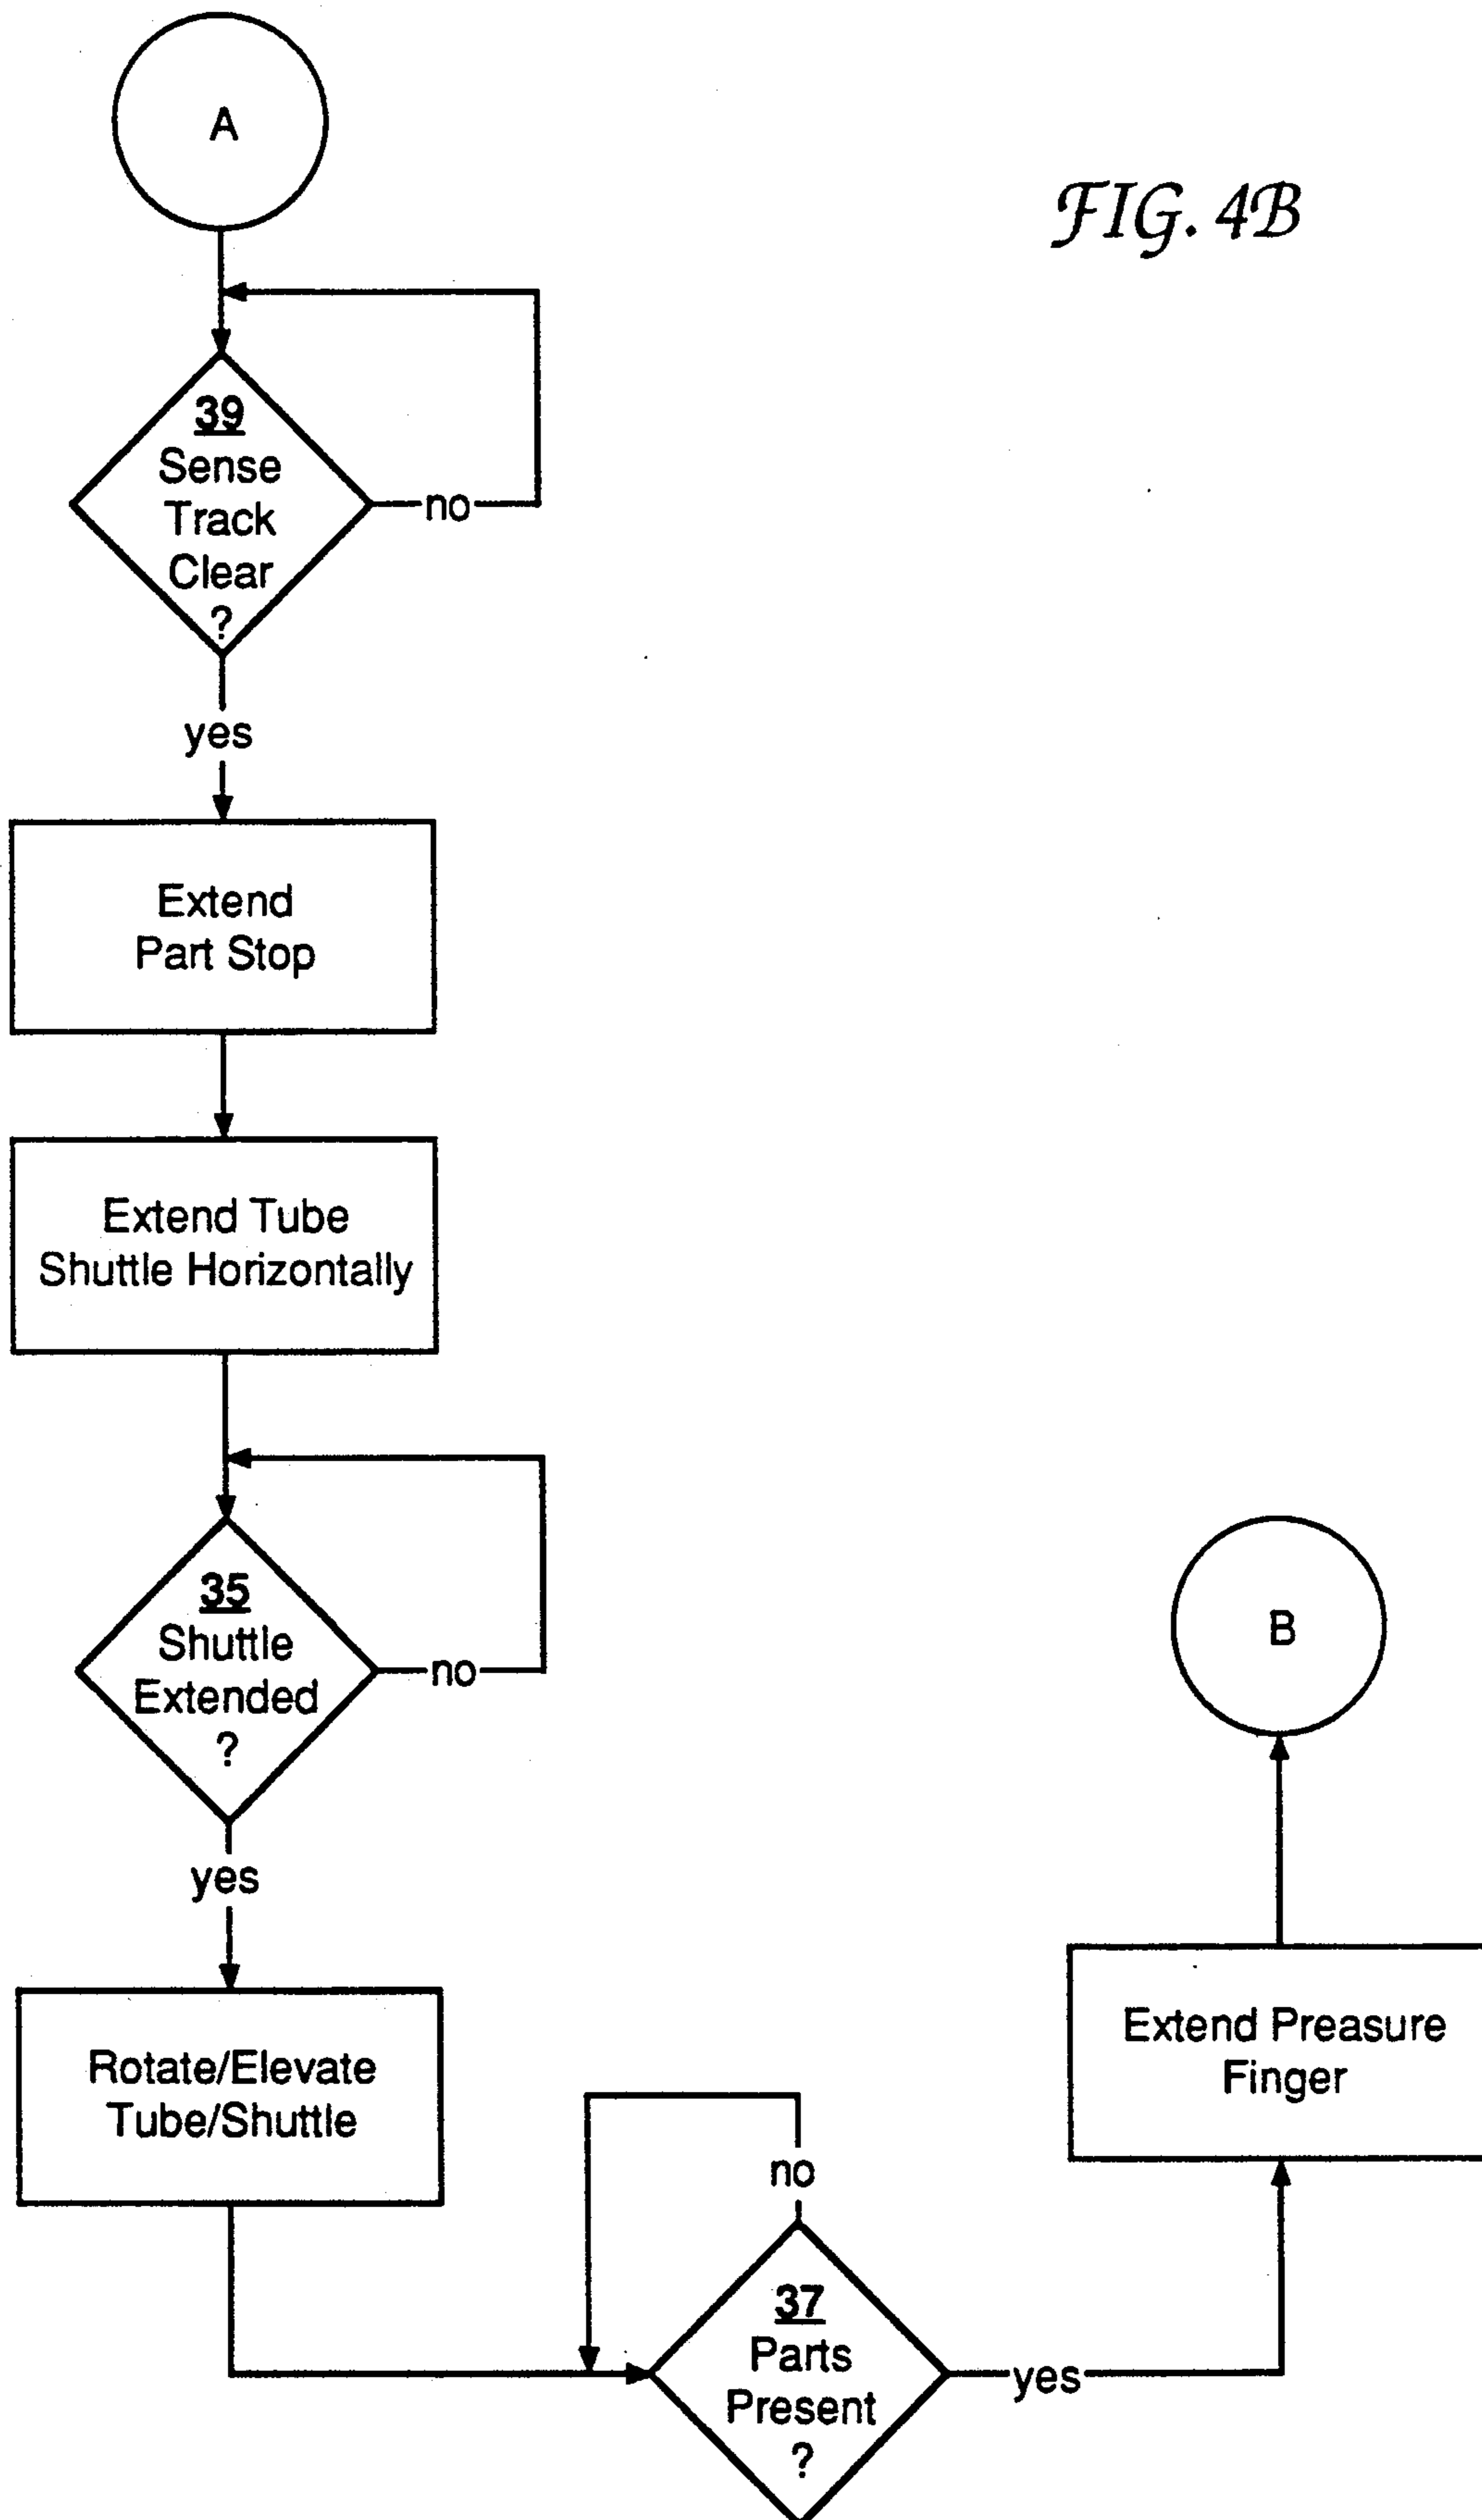 A
FIG. 4B
39
Sense
Track
Clear
?
no
yes
Extend
Part Stop
Extend Tube
Shuttle Horizontally
35
Shuttle
Extended
?
no
yes
Rotate/Elevate
Tube/Shuttle
no
37
Parts
Present
?
yes
Extend Preasure
Finger
B